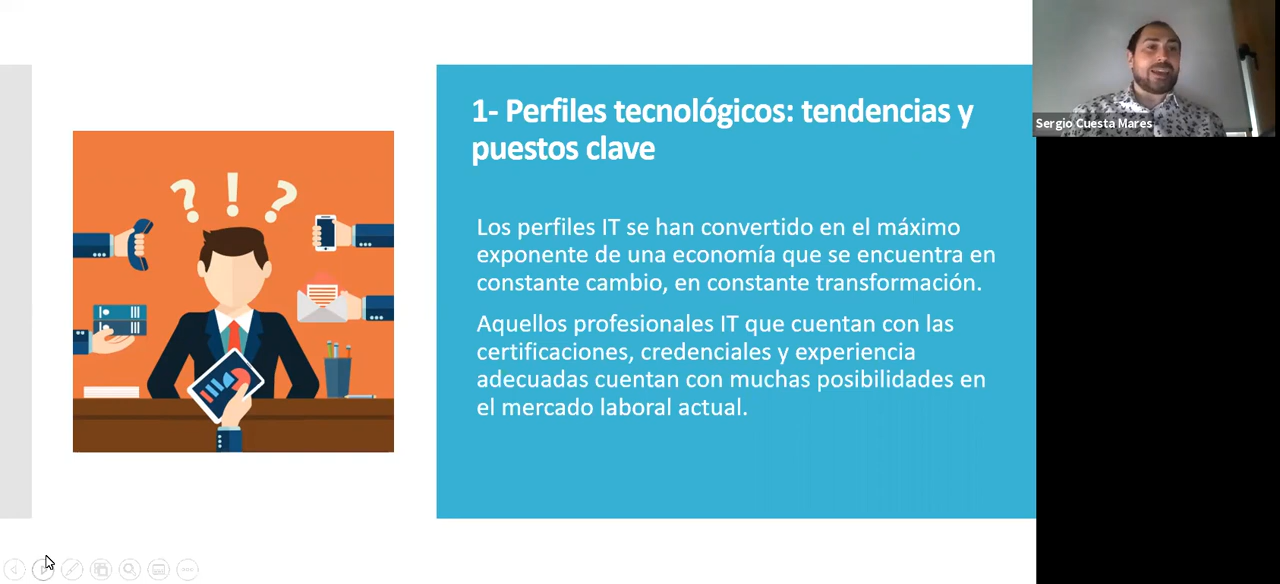 1- Perfiles tecnológicos: tendencias y
puestos clave
Los perfiles IT se han convertido en el máximo
exponente de una economía que se encuentra en
constante cambio, en constante transformación.
Aquellos profesionales IT que cuentan con las
certificaciones, credenciales y experiencia
adecuadas cuentan con muchas posibilidades en
el mercado laboral actual.
Sergio Cuesta Mares
? ! ?